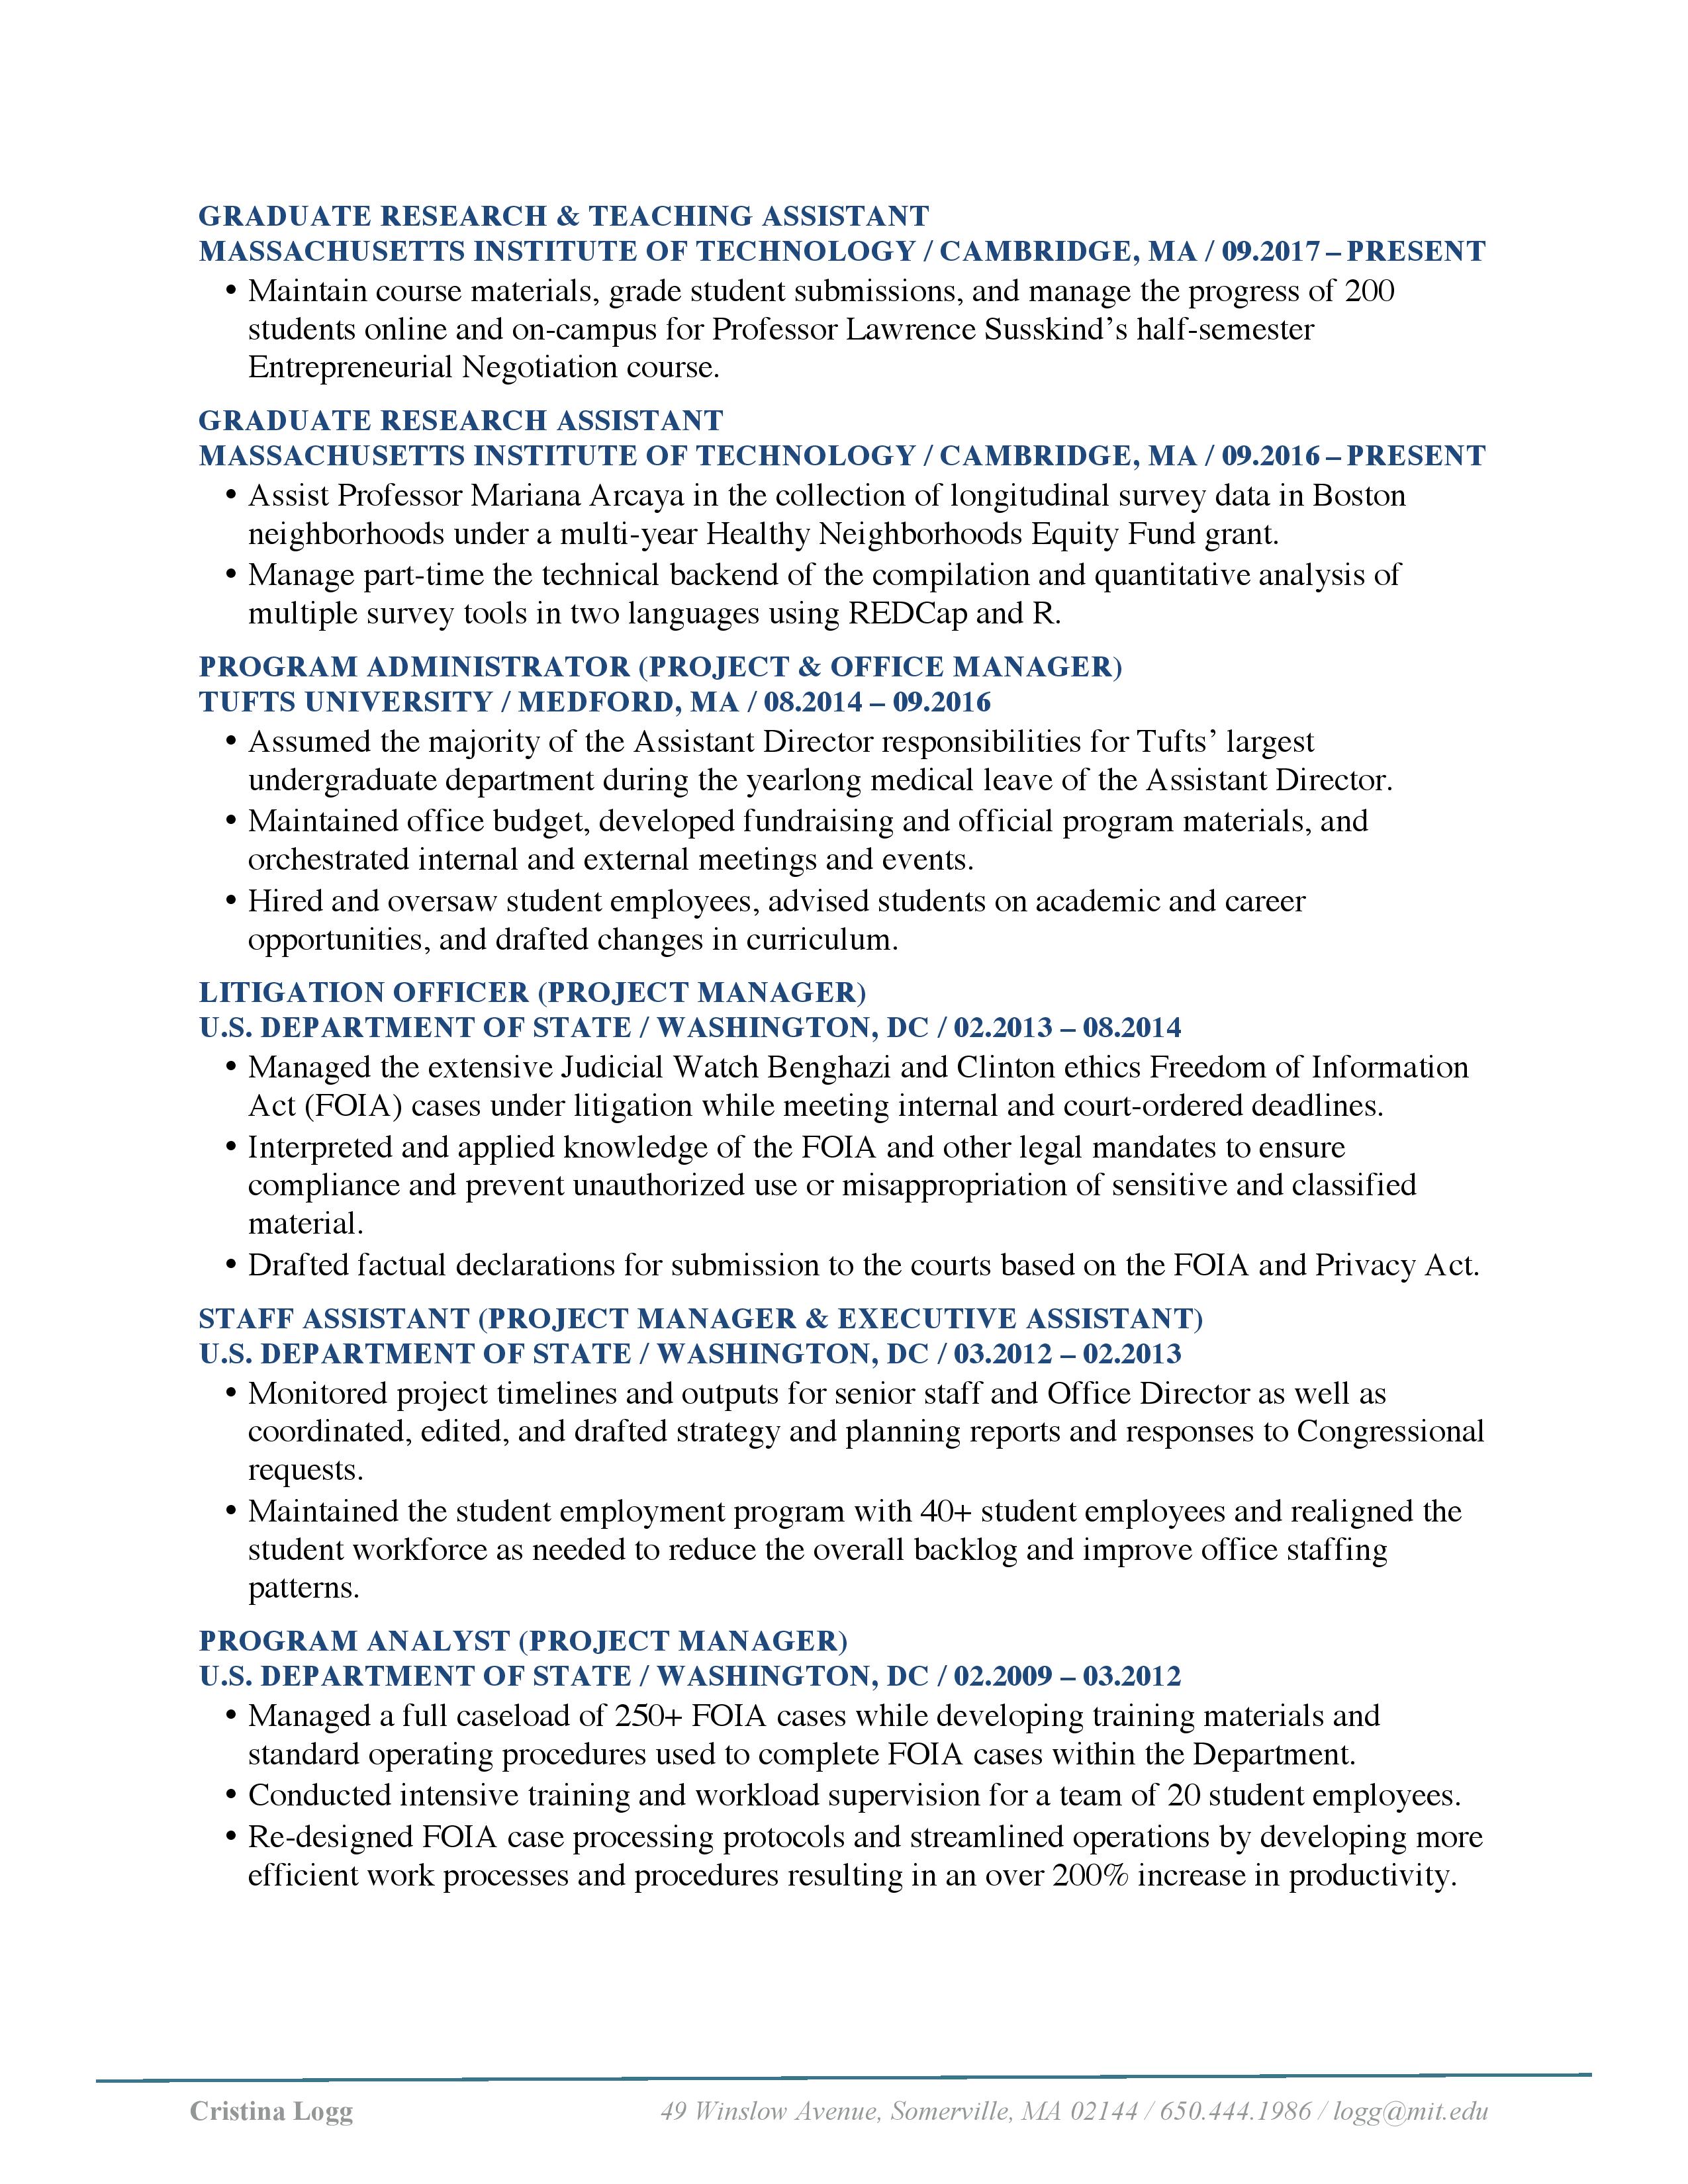 GRADUATE RESEARCH & TEACHING ASSISTANT
MASSACHUSETTS INSTITUTE OF TECHNOLOGY / CAMBRIDGE, MA / 09.2017 – PRESENT
• Maintain course materials, grade student submissions, and manage the progress of 200
students online and on-campus for Professor Lawrence Susskind’s half-semester
Entrepreneurial Negotiation course.
GRADUATE RESEARCH ASSISTANT
MASSACHUSETTS INSTITUTE OF TECHNOLOGY / CAMBRIDGE, MA / 09.2016 – PRESENT
• Assist Professor Mariana Arcaya in the collection of longitudinal survey data in Boston
neighborhoods under a multi-year Healthy Neighborhoods Equity Fund grant.
• Manage part-time the technical backend of the compilation and quantitative analysis of
multiple survey tools in two languages using REDCap and R.
PROGRAM ADMINISTRATOR (PROJECT & OFFICE MANAGER)
TUFTS UNIVERSITY / MEDFORD, MA / 08.2014 – 09.2016
• Assumed the majority of the Assistant Director responsibilities for Tufts’ largest
undergraduate department during the yearlong medical leave of the Assistant Director.
• Maintained office budget, developed fundraising and official program materials, and
orchestrated internal and external meetings and events.
• Hired and oversaw student employees, advised students on academic and career
opportunities, and drafted changes in curriculum.
LITIGATION OFFICER (PROJECT MANAGER)
U.S. DEPARTMENT OF STATE / WASHINGTON, DC / 02.2013 – 08.2014
• Managed the extensive Judicial Watch Benghazi and Clinton ethics Freedom of Information
Act (FOIA) cases under litigation while meeting internal and court-ordered deadlines.
• Interpreted and applied knowledge of the FOIA and other legal mandates to ensure
compliance and prevent unauthorized use or misappropriation of sensitive and classified
material.
• Drafted factual declarations for submission to the courts based on the FOIA and Privacy Act.
STAFF ASSISTANT (PROJECT MANAGER & EXECUTIVE ASSISTANT)
U.S. DEPARTMENT OF STATE / WASHINGTON, DC / 03.2012 – 02.2013
• Monitored project timelines and outputs for senior staff and Office Director as well as
coordinated, edited, and drafted strategy and planning reports and responses to Congressional
requests.
• Maintained the student employment program with 40+ student employees and realigned the
student workforce as needed to reduce the overall backlog and improve office staffing
patterns.
PROGRAM ANALYST (PROJECT MANAGER)
U.S. DEPARTMENT OF STATE / WASHINGTON, DC / 02.2009 – 03.2012
• Managed a full caseload of 250+ FOIA cases while developing training materials and
standard operating procedures used to complete FOIA cases within the Department.
• Conducted intensive training and workload supervision for a team of 20 student employees.
• Re-designed FOIA case processing protocols and streamlined operations by developing more
efficient work processes and procedures resulting in an over 200% increase in productivity.
Cristina Logg 49 Winslow Avenue, Somerville, MA 02144 / 650.444.1986 / logg@mit.edu